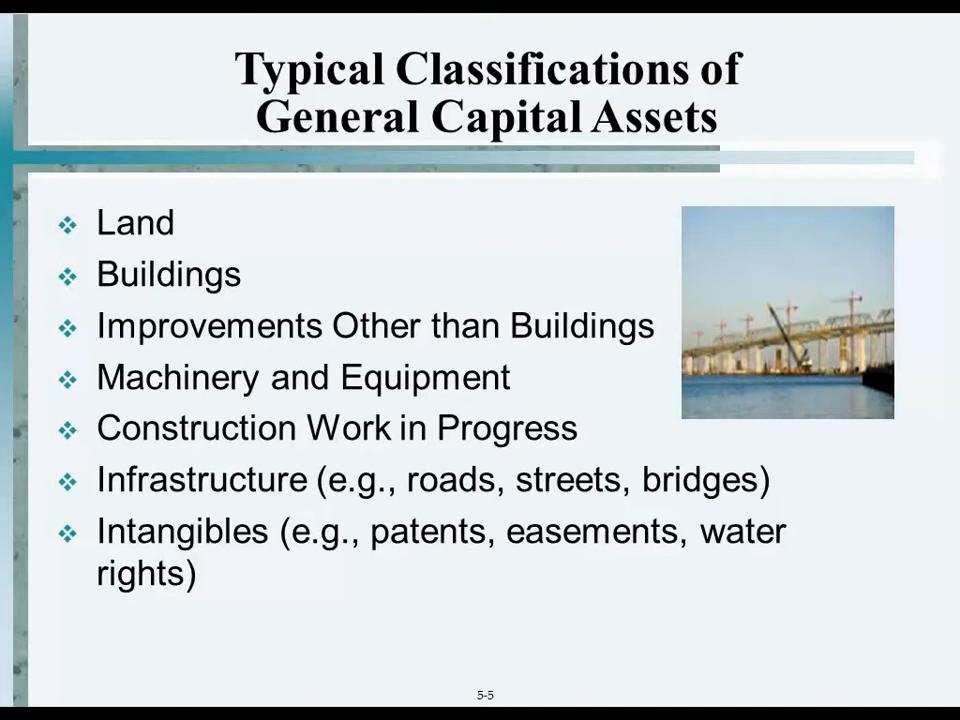 Typical Classifications of
General Capital Assets
Land
Buildings
Improvements Other than Buildings
Machinery and Equipment
Construction Work in Progress
Infrastructure (e.g., roads, streets, bridges)
Intangibles (e.g., patents, easements, water
rights)
5-5